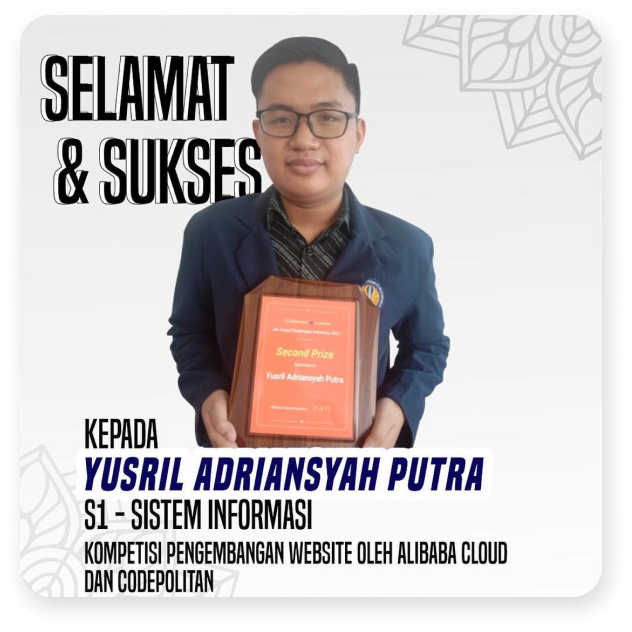 SELAMAT
& SUKSES
Second Prize
Yusril Adriansyah Putra
KEPADA
YUSRIL ADRIANSYAH PUTRA
S1 - SISTEM INFORMASI
KOMPETISI PENGEMBANGAN WEBSITE OLEH ALIBABA CLOUD
DAN CODEPOLITAN